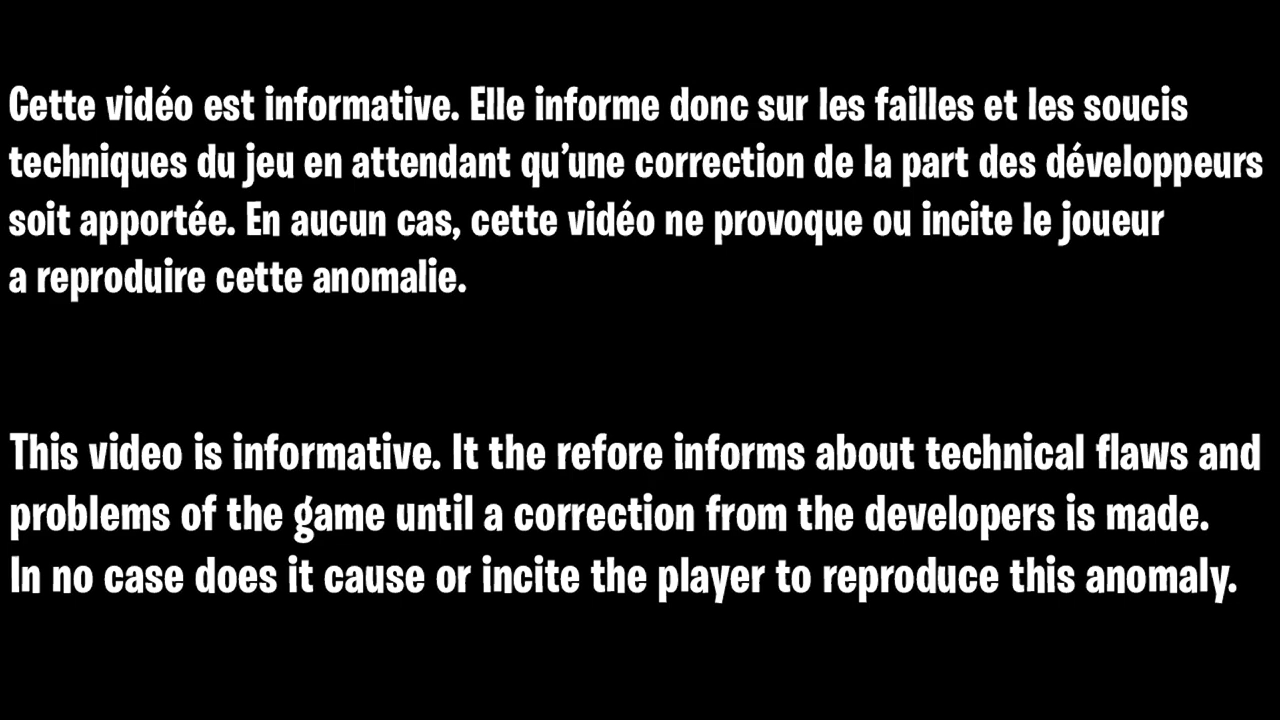 Cette vidéo est informative. Elle informe donc sur les failles et les soucis
techniques du jeu en attendant qu’une correction de la part des développeurs
soit apportée. En aucun cas, cette vidéo ne provoque ou incite le joueur
a reproduire cette anomalie.
This video is informative. It the refore informs about technical flaws and
problems of the game until a correction from the developers is made.
In no case does it cause or incite the player to reproduce this anomaly.